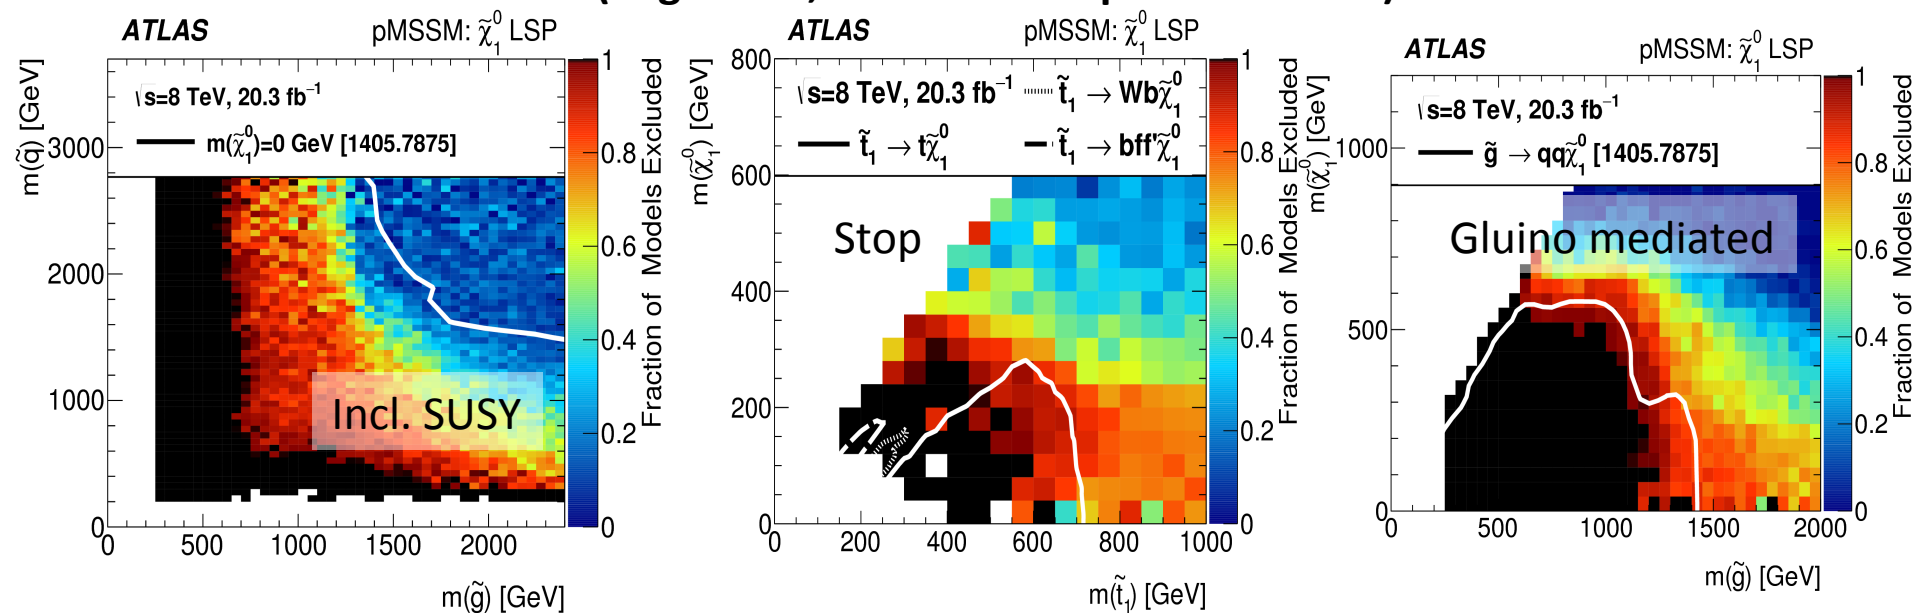 ATLAS
pMSSM: χ̃₁⁰ LSP
√s=8 TeV, 20.3 fb⁻¹
m(χ̃₁⁰)=0 GeV [1405.7875]
Incl. SUSY
m(q̃) [GeV]
3000
2000
1000
0
0 500 1000 1500 2000
m(g̃) [GeV]
1
0.8
0.6
0.4
0.2
0
Fraction of Models Excluded
ATLAS
pMSSM: χ̃₁⁰ LSP
√s=8 TeV, 20.3 fb⁻¹
t̃₁ → Wbχ̃₁⁰
t̃₁ → tχ̃₁⁰
t̃₁ → bff'χ̃₁⁰
Stop
m(χ̃₁⁰) [GeV]
800
600
400
200
0
0 200 400 600 800 1000
m(t̃₁) [GeV]
1
0.8
0.6
0.4
0.2
0
Fraction of Models Excluded
ATLAS
pMSSM: χ̃₁⁰ LSP
√s=8 TeV, 20.3 fb⁻¹
g̃ → qqχ̃₁⁰ [1405.7875]
Gluino mediated
m(χ̃₁⁰) [GeV]
1000
500
0
0 500 1000 1500 2000
m(g̃) [GeV]
1
0.8
0.6
0.4
0.2
0
Fraction of Models Excluded